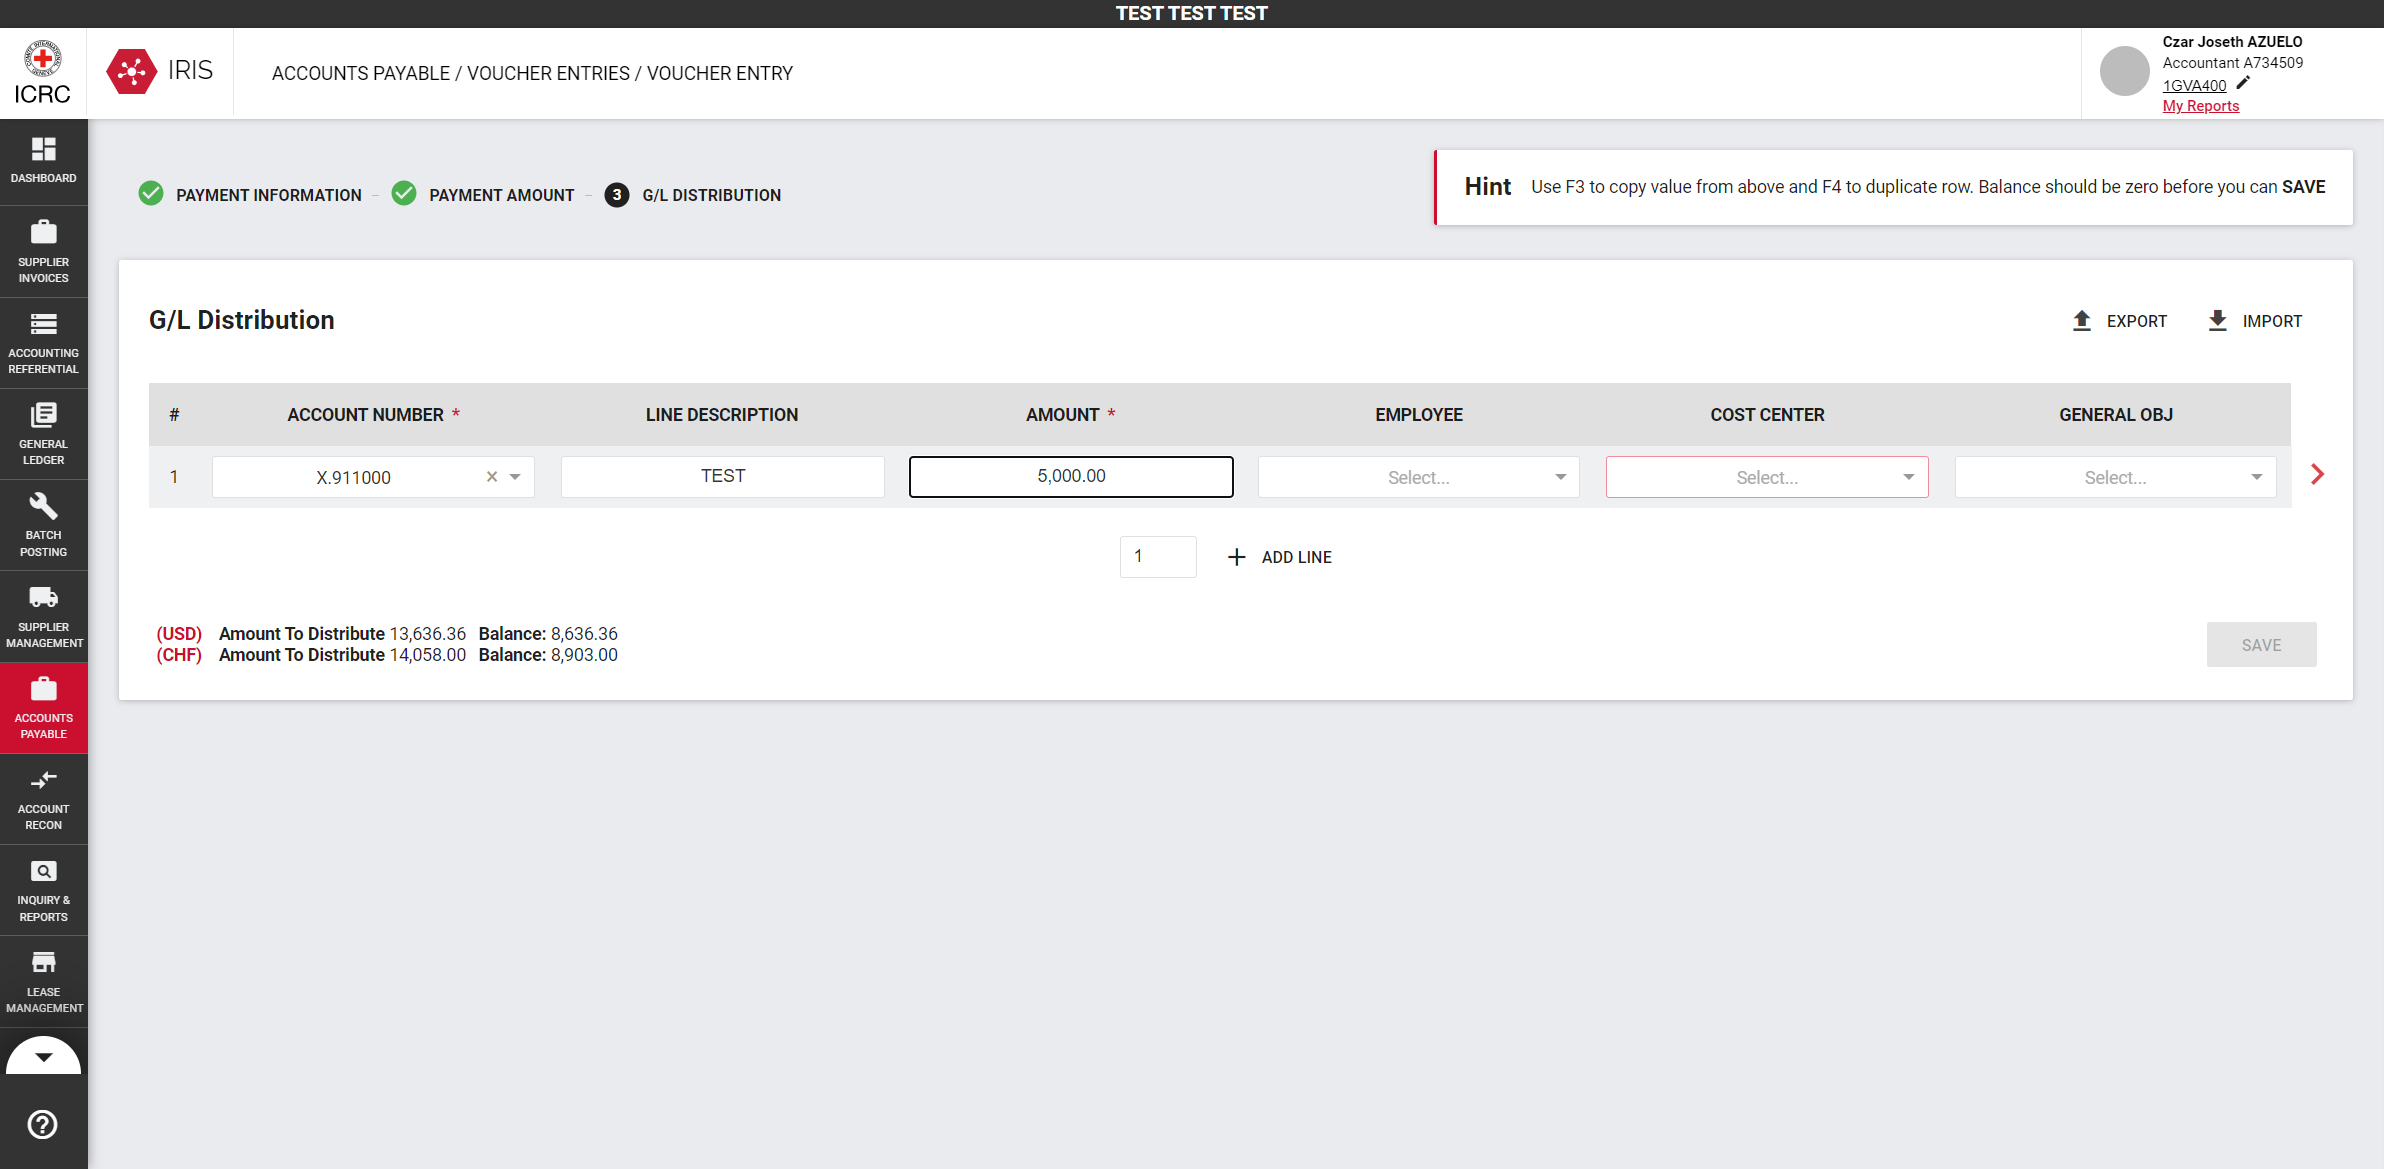 TEST TEST TEST
ICRC
IRIS
ACCOUNTS PAYABLE / VOUCHER ENTRIES / VOUCHER ENTRY
Czar Joseth AZUELO
Accountant A734509
1GVA400
My Reports
DASHBOARD
SUPPLIER
INVOICES
ACCOUNTING
REFERENTIAL
GENERAL
LEDGER
BATCH
POSTING
SUPPLIER
MANAGEMENT
ACCOUNTS
PAYABLE
ACCOUNT
RECON
INQUIRY &
REPORTS
LEASE
MANAGEMENT
PAYMENT INFORMATION – PAYMENT AMOUNT – 3 G/L DISTRIBUTION
Hint Use F3 to copy value from above and F4 to duplicate row. Balance should be zero before you can SAVE
G/L Distribution
EXPORT IMPORT
# ACCOUNT NUMBER * LINE DESCRIPTION AMOUNT * EMPLOYEE COST CENTER GENERAL OBJ
1 X.911000 TEST 5,000.00 Select... Select... Select...
1 ADD LINE
(USD) Amount To Distribute 13,636.36 Balance: 8,636.36
(CHF) Amount To Distribute 14,058.00 Balance: 8,903.00
SAVE